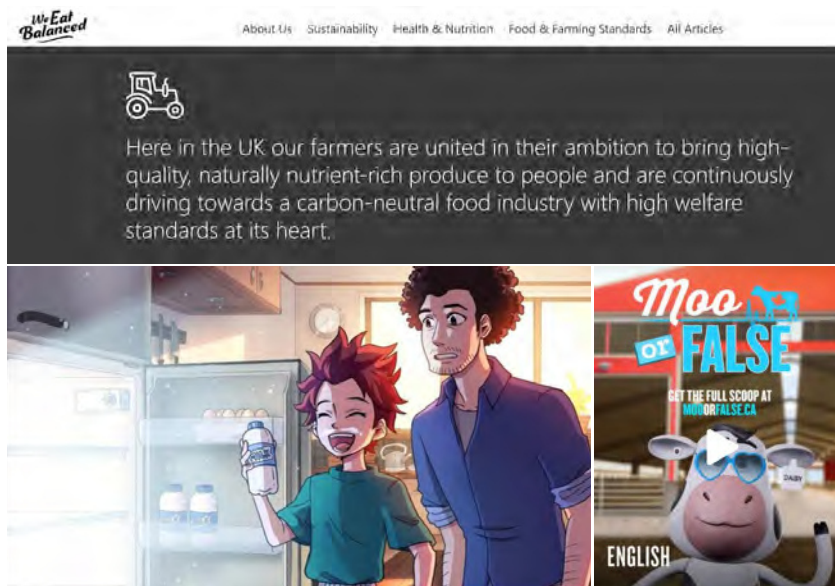 We Eat
Balanced
About Us Sustainability Health & Nutrition Food & Farming Standards All Articles
Here in the UK our farmers are united in their ambition to bring high-
quality, naturally nutrient-rich produce to people and are continuously
driving towards a carbon-neutral food industry with high welfare
standards at its heart.
Moo
or FALSE
GET THE FULL SCOOP AT
MOOORFALSE.CA
DAISY
ENGLISH